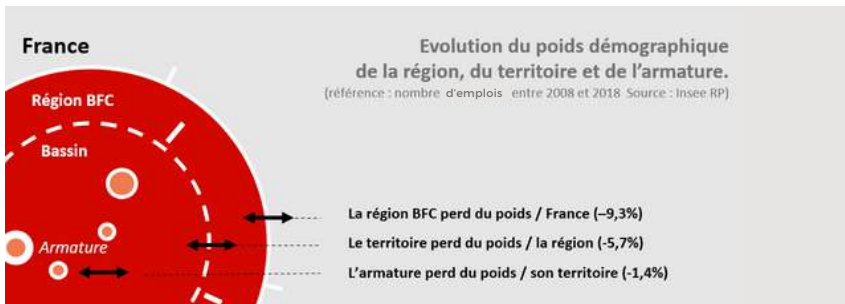 France
Evolution du poids démographique
de la région, du territoire et de l'armature.
(référence : nombre d'emplois entre 2008 et 2018 Source : Insee RP)
Région BFC
Bassin
Armature
La région BFC perd du poids / France (–9,3%)
Le territoire perd du poids / la région (-5,7%)
L'armature perd du poids / son territoire (-1,4%)